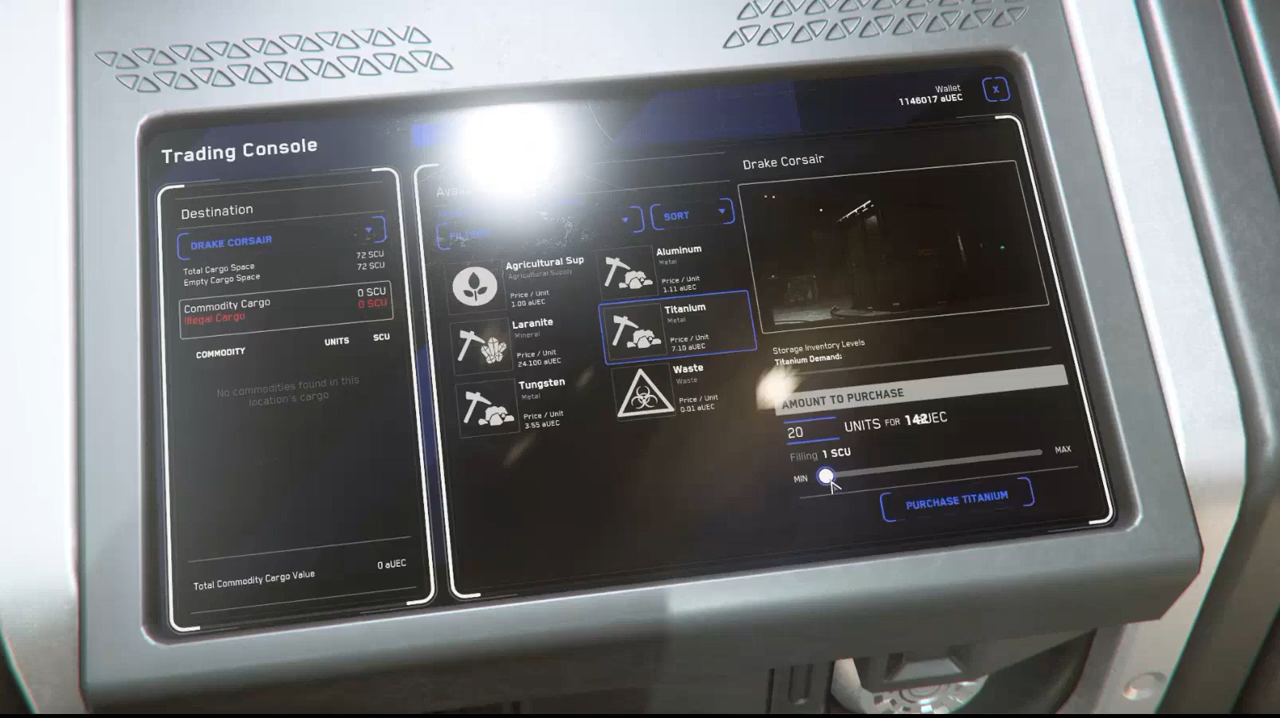 Wallet
1146017 aUEC
X
Trading Console
Drake Corsair
Destination
DRAKE CORSAIR
Total Cargo Space 72 SCU
Empty Cargo Space 72 SCU
Commodity Cargo 0 SCU
Illegal Cargo 0 SCU
COMMODITY UNITS SCU
No commodities found in this
location's cargo
Total Commodity Cargo Value 0 aUEC
SORT
Agricultural Sup
Agricultural Supply
Price / Unit
Aluminum
Metal
Price / Unit
1.11 aUEC
Laranite
Mineral
Price / Unit
24.100 aUEC
Titanium
Metal
Price / Unit
7.10 aUEC
Tungsten
Metal
Price / Unit
3.55 aUEC
Waste
Waste
Price / Unit
0.01 aUEC
Storage Inventory Levels
Titanium Demand:
AMOUNT TO PURCHASE
20 UNITS FOR
Filling 1 SCU
MIN MAX
PURCHASE TITANIUM